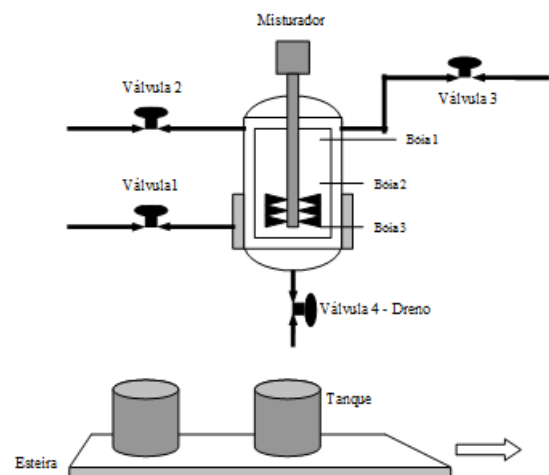 Misturador
Válvula 2
Válvula 3
Bóia 1
Válvula1
Bóia 2
Bóia 3
Válvula 4 - Dreno
Tanque
Esteira